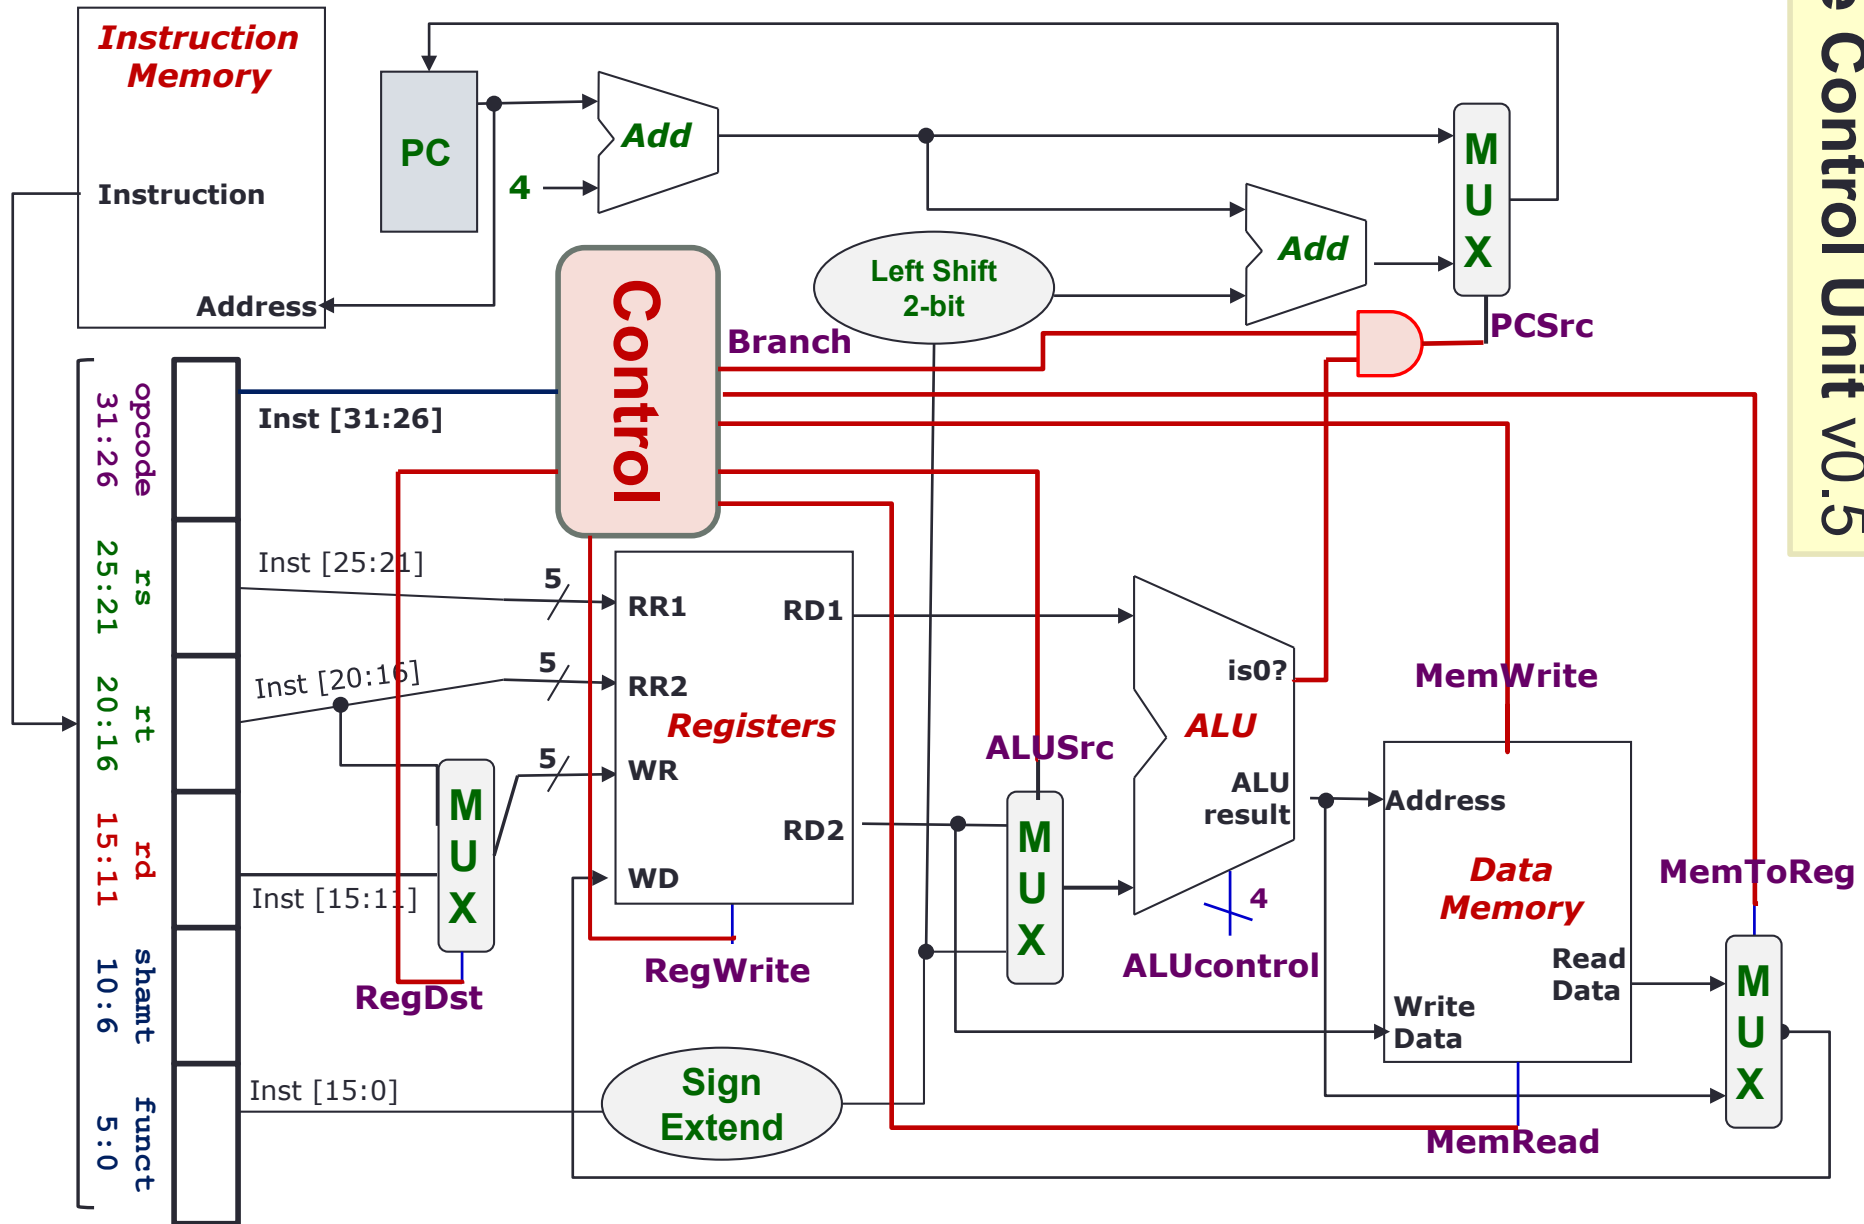 Instruction
Memory
Instruction
Address
PC
4
Add
Left Shift
2-bit
Add
MUX
PCSrc
Control Unit v0.5
Control
Branch
Inst [31:26]
opcode
31:26
rs
25:21
rt
20:16
rd
15:11
shamt
10:6
funct
5:0
Inst [25:21]
5
Inst [20:16]
5
5
Inst [15:11]
MUX
RegDst
Inst [15:0]
RR1
RR2
WR
WD
RD1
RD2
Registers
RegWrite
Sign
Extend
ALUSrc
MUX
is0?
ALU
ALU
result
4
ALUcontrol
MemWrite
Address
Data
Memory
Read
Data
Write
Data
MemRead
MemToReg
MUX